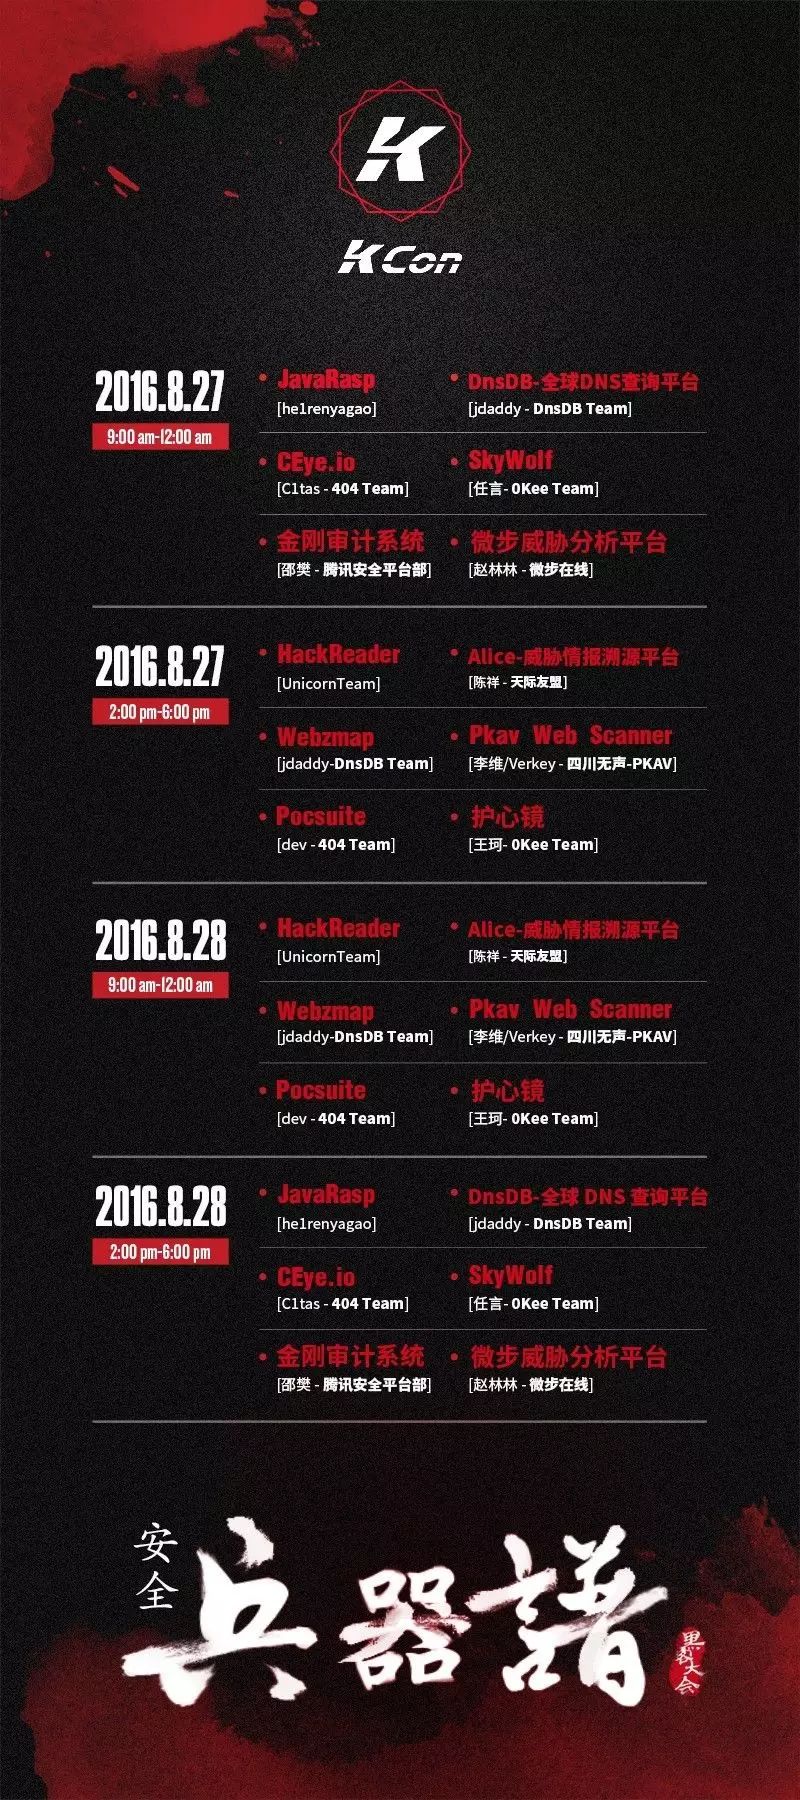 K
KCon
2016.8.27
9:00 am-12:00 am
JavaRasp
[he1renyagao]
DnsDB-全球DNS查询平台
[jdaddy - DnsDB Team]
CEye.io
[C1tas - 404 Team]
SkyWolf
[任言- 0Kee Team]
金刚审计系统
[邵樊 - 腾讯安全平台部]
微步威胁分析平台
[赵林林 - 微步在线]
2016.8.27
2:00 pm-6:00 pm
HackReader
[UnicornTeam]
Alice-威胁情报溯源平台
[陈祥 - 天际友盟]
Webzmap
[jdaddy-DnsDB Team]
Pkav Web Scanner
[李维/Verkey - 四川无声-PKAV]
Pocsuite
[dev - 404 Team]
护心镜
[王珂- 0Kee Team]
2016.8.28
9:00 am-12:00 am
HackReader
[UnicornTeam]
Alice-威胁情报溯源平台
[陈祥 - 天际友盟]
Webzmap
[jdaddy-DnsDB Team]
Pkav Web Scanner
[李维/Verkey - 四川无声-PKAV]
Pocsuite
[dev - 404 Team]
护心镜
[王珂- 0Kee Team]
2016.8.28
2:00 pm-6:00 pm
JavaRasp
[he1renyagao]
DnsDB-全球 DNS 查询平台
[jdaddy - DnsDB Team]
CEye.io
[C1tas - 404 Team]
SkyWolf
[任言- 0Kee Team]
金刚审计系统
[邵樊 - 腾讯安全平台部]
微步威胁分析平台
[赵林林 - 微步在线]
安全
兵器譜
黑客大会